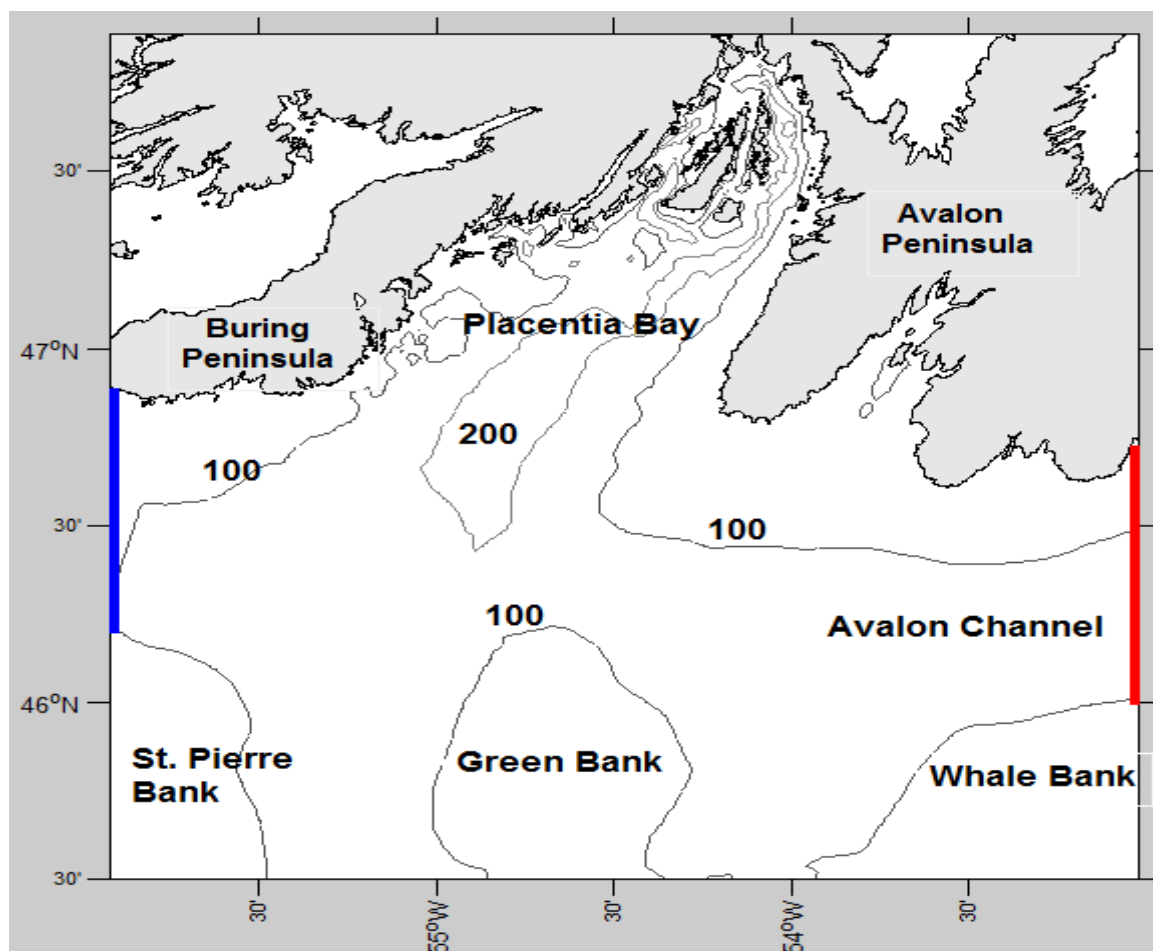 30'
Avalon
Peninsula
Buring
Peninsula
Placentia Bay
47°N
200
100
30'
100
100
Avalon Channel
46°N
St. Pierre
Bank
Green Bank
Whale Bank
30'
30'
55°W
30'
54°W
30'